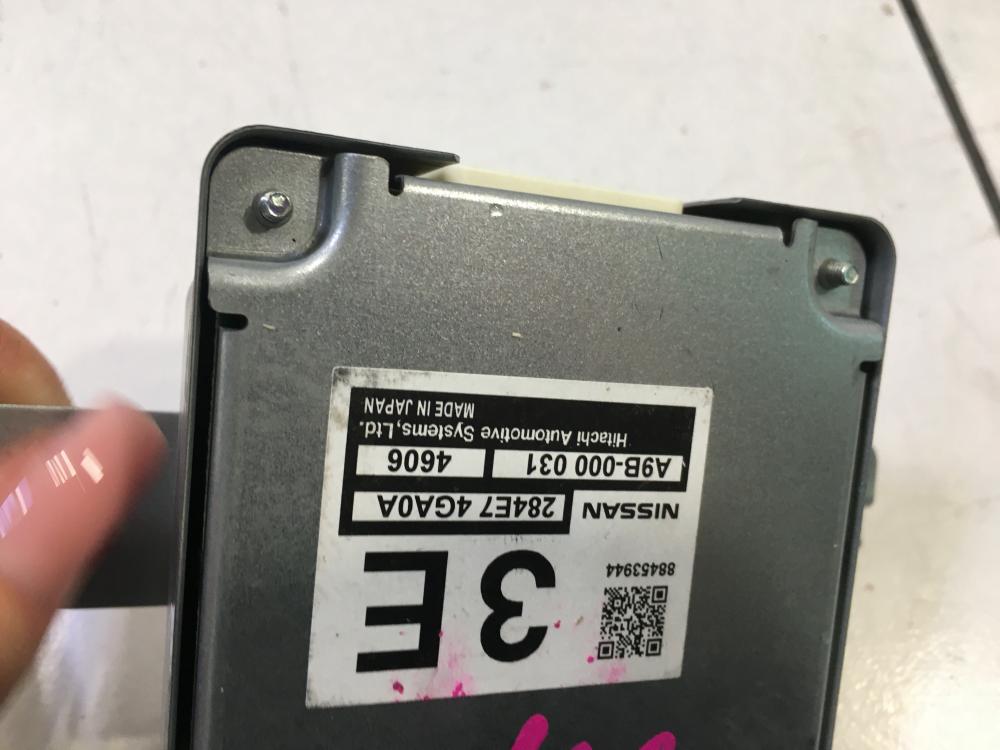 88453944
3E
NISSAN 284E7 4GA0A
A9B-000 031 4606
Hitachi Automotive Systems,Ltd.
MADE IN JAPAN